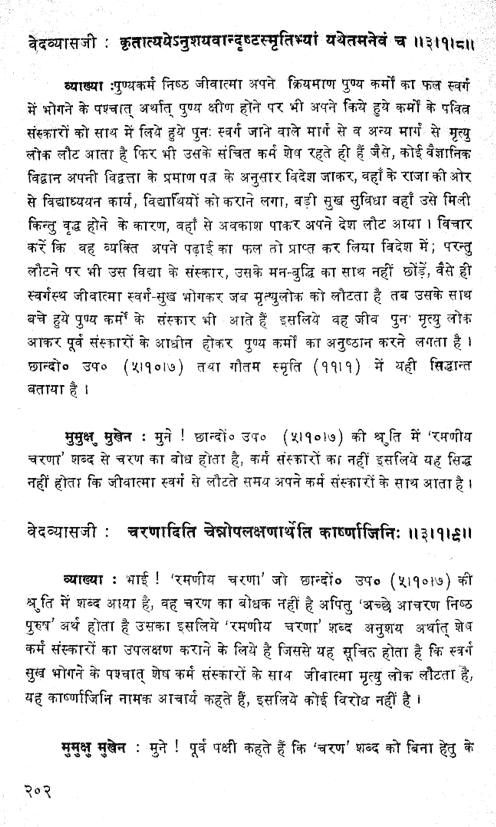 वेदव्यासजी : कृतात्ययेऽनुशयवान्दृष्टस्मृतिभ्यां यथेतमनेवं च ॥३।१।८॥
व्याख्या :पुण्यकर्म निष्ठ जीवात्मा अपने क्रियमाण पुण्य कर्मों का फल स्वर्ग
में भोगने के पश्चात् अर्थात् पुण्य क्षीण होने पर भी अपने किये हुये कर्मों के पवित्र
संस्कारों को साथ में लिये हुये पुनः स्वर्ग जाने वाले मार्ग से व अन्य मार्ग से मृत्यु
लोक लौट आता है फिर भी उसके संचित कर्म शेष रहते ही हैं जैसे, कोई वैज्ञानिक
विद्वान अपनी विद्वत्ता के प्रमाण पत्र के अनुसार विदेश जाकर, वहाँ के राजा की ओर
से विद्याध्ययन कार्य, विद्यार्थियों को कराने लगा, बड़ी सुख सुविधा वहाँ उसे मिली
किन्तु वृद्ध होने के कारण, वहाँ से अवकाश पाकर अपने देश लौट आया । विचार
करें कि वह व्यक्ति अपने पढ़ाई का फल तो प्राप्त कर लिया विदेश में; परन्तु
लौटने पर भी उस विद्या के संस्कार, उसके मन-बुद्धि का साथ नहीं छोड़ें, वैसे ही
स्वर्गस्थ जीवात्मा स्वर्ग-सुख भोगकर जब मृत्युलोक को लौटता है तब उसके साथ
बचे हुये पुण्य कर्मों के संस्कार भी आते हैं इसलिये वह जीव पुनः मृत्यु लोक
आकर पूर्व संस्कारों के आधीन होकर पुण्य कर्मों का अनुष्ठान करने लगता है ।
छान्दो० उप० (५।१०।७) तथा गौतम स्मृति (११।१) में यही सिद्धान्त
बताया है ।
मुमुक्षु मुखेन : मुने ! छान्दो० उप० (५।१०।७) की श्रुति में 'रमणीय
चरणा' शब्द से चरण का बोध होता है, कर्म संस्कारों का नहीं इसलिये यह सिद्ध
नहीं होता कि जीवात्मा स्वर्ग से लौटते समय अपने कर्म संस्कारों के साथ आता है ।
वेदव्यासजी : चरणादिति चेन्नोपलक्षणार्थेति कार्ष्णाजिनिः ॥३।१।९॥
व्याख्या : भाई ! 'रमणीय चरणा' जो छान्दो० उप० (५।१०।७) की
श्रुति में शब्द आया है, वह चरण का बोधक नहीं है अपितु 'अच्छे आचरण निष्ठ
पुरुष' अर्थ होता है उसका इसलिये 'रमणीय चरणा' शब्द अनुशय अर्थात् शेष
कर्म संस्कारों का उपलक्षण कराने के लिये है जिससे यह सूचित होता है कि स्वर्ग
सुख भोगने के पश्चात् शेष कर्म संस्कारों के साथ जीवात्मा मृत्यु लोक लौटता है,
यह कार्ष्णाजिनि नामक आचार्य कहते हैं, इसलिये कोई विरोध नहीं है ।
मुमुक्षु मुखेन : मुने ! पूर्व पक्षी कहते हैं कि 'चरण' शब्द को बिना हेतु के
२०२